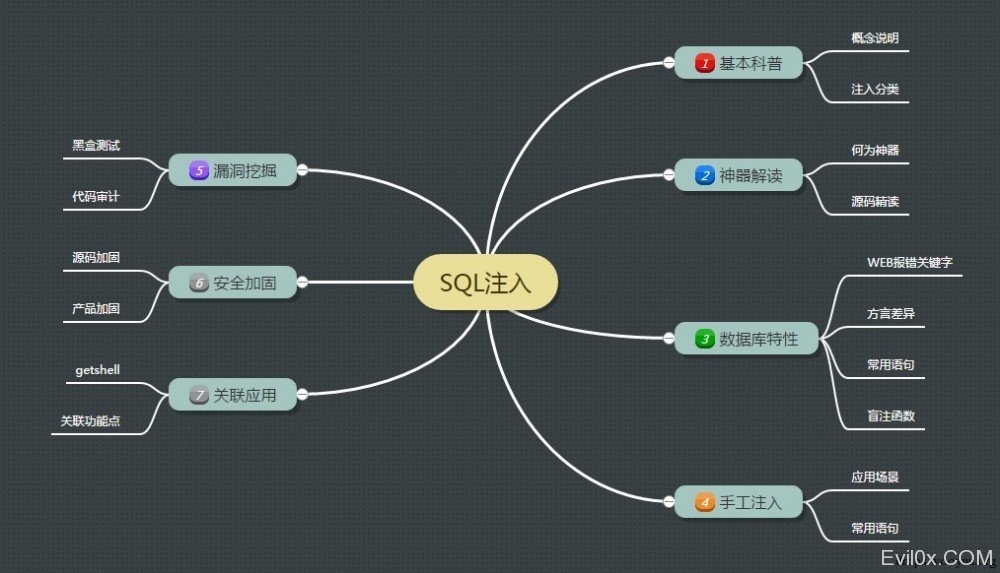 SQL注入
1 基本科普
概念说明
注入分类
2 神器解读
何为神器
源码精读
3 数据库特性
WEB报错关键字
方言差异
常用语句
盲注函数
4 手工注入
应用场景
常用语句
5 漏洞挖掘
黑盒测试
代码审计
6 安全加固
源码加固
产品加固
7 关联应用
getshell
关联功能点
Evil0x.COM